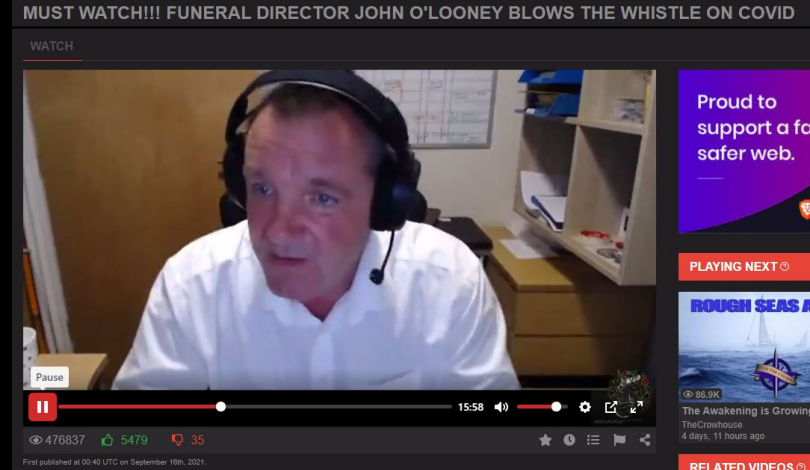 MUST WATCH!!! FUNERAL DIRECTOR JOHN O'LOONEY BLOWS THE WHISTLE ON COVID
WATCH
Proud to
support a fa
safer web.
PLAYING NEXT
ROUGH SEAS A
86.9K
The Awakening is Growing
TheCrowhouse
4 days, 11 hours ago
Pause
15:58
476837 5479 35
First published at 00:40 UTC on September 16th, 2021.
RELATED VIDEOS